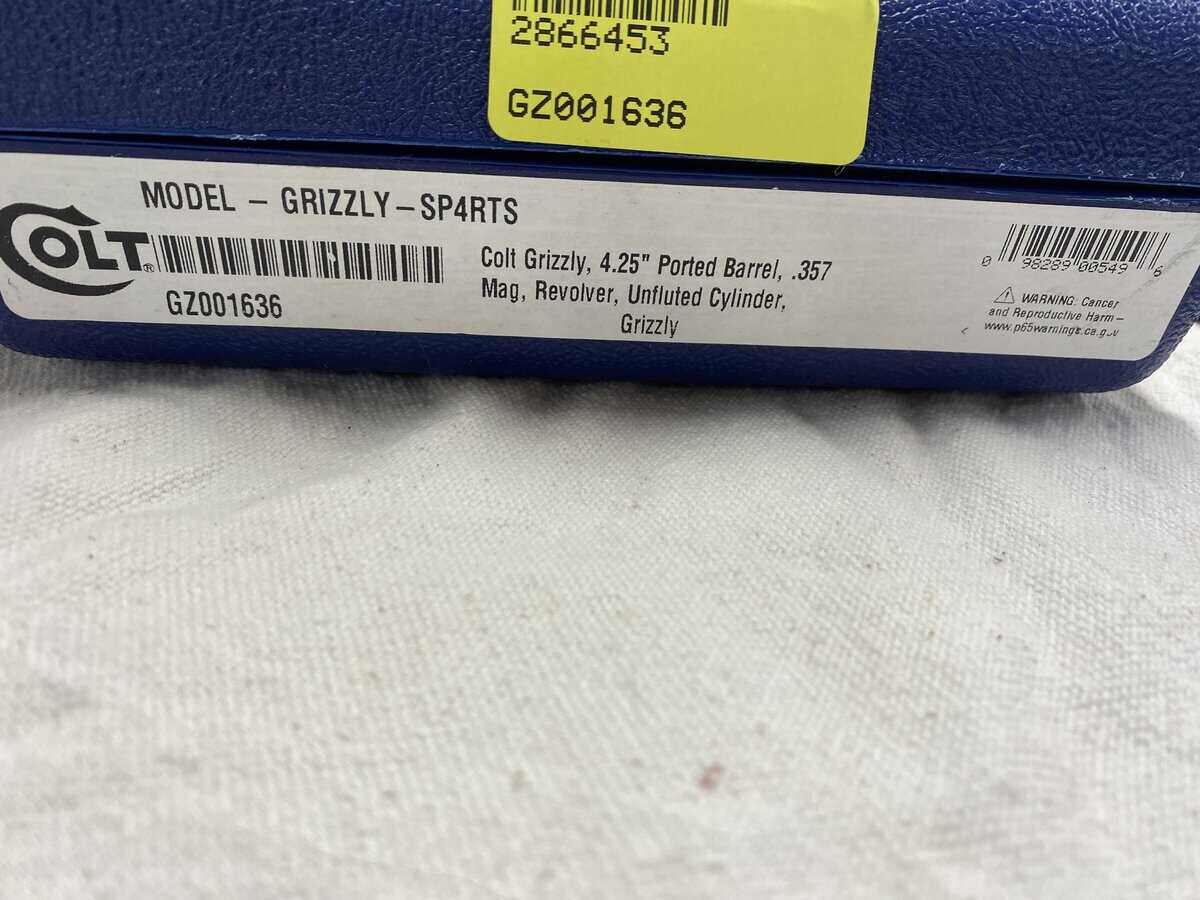 2866453
GZ001636
MODEL – GRIZZLY–SP4RTS
COLT®
GZ001636
Colt Grizzly, 4.25" Ported Barrel, .357
Mag, Revolver, Unfluted Cylinder,
Grizzly
0 98289 00549 6
⚠ WARNING: Cancer
and Reproductive Harm–
www.p65warnings.ca.gov